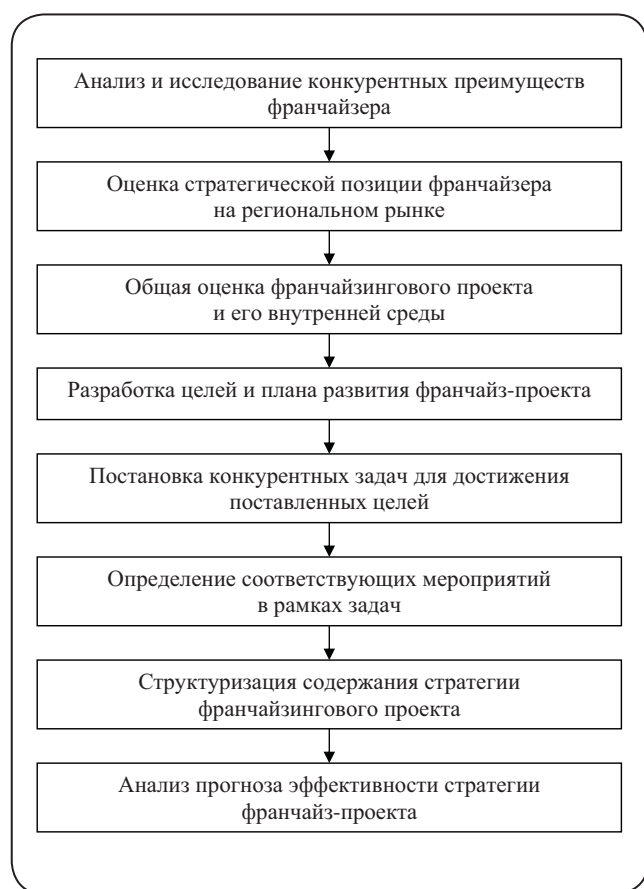 Анализ и исследование конкурентных преимуществ
франчайзера
Оценка стратегической позиции франчайзера
на региональном рынке
Общая оценка франчайзингового проекта
и его внутренней среды
Разработка целей и плана развития франчайз-проекта
Постановка конкурентных задач для достижения
поставленных целей
Определение соответствующих мероприятий
в рамках задач
Структуризация содержания стратегии
франчайзингового проекта
Анализ прогноза эффективности стратегии
франчайз-проекта